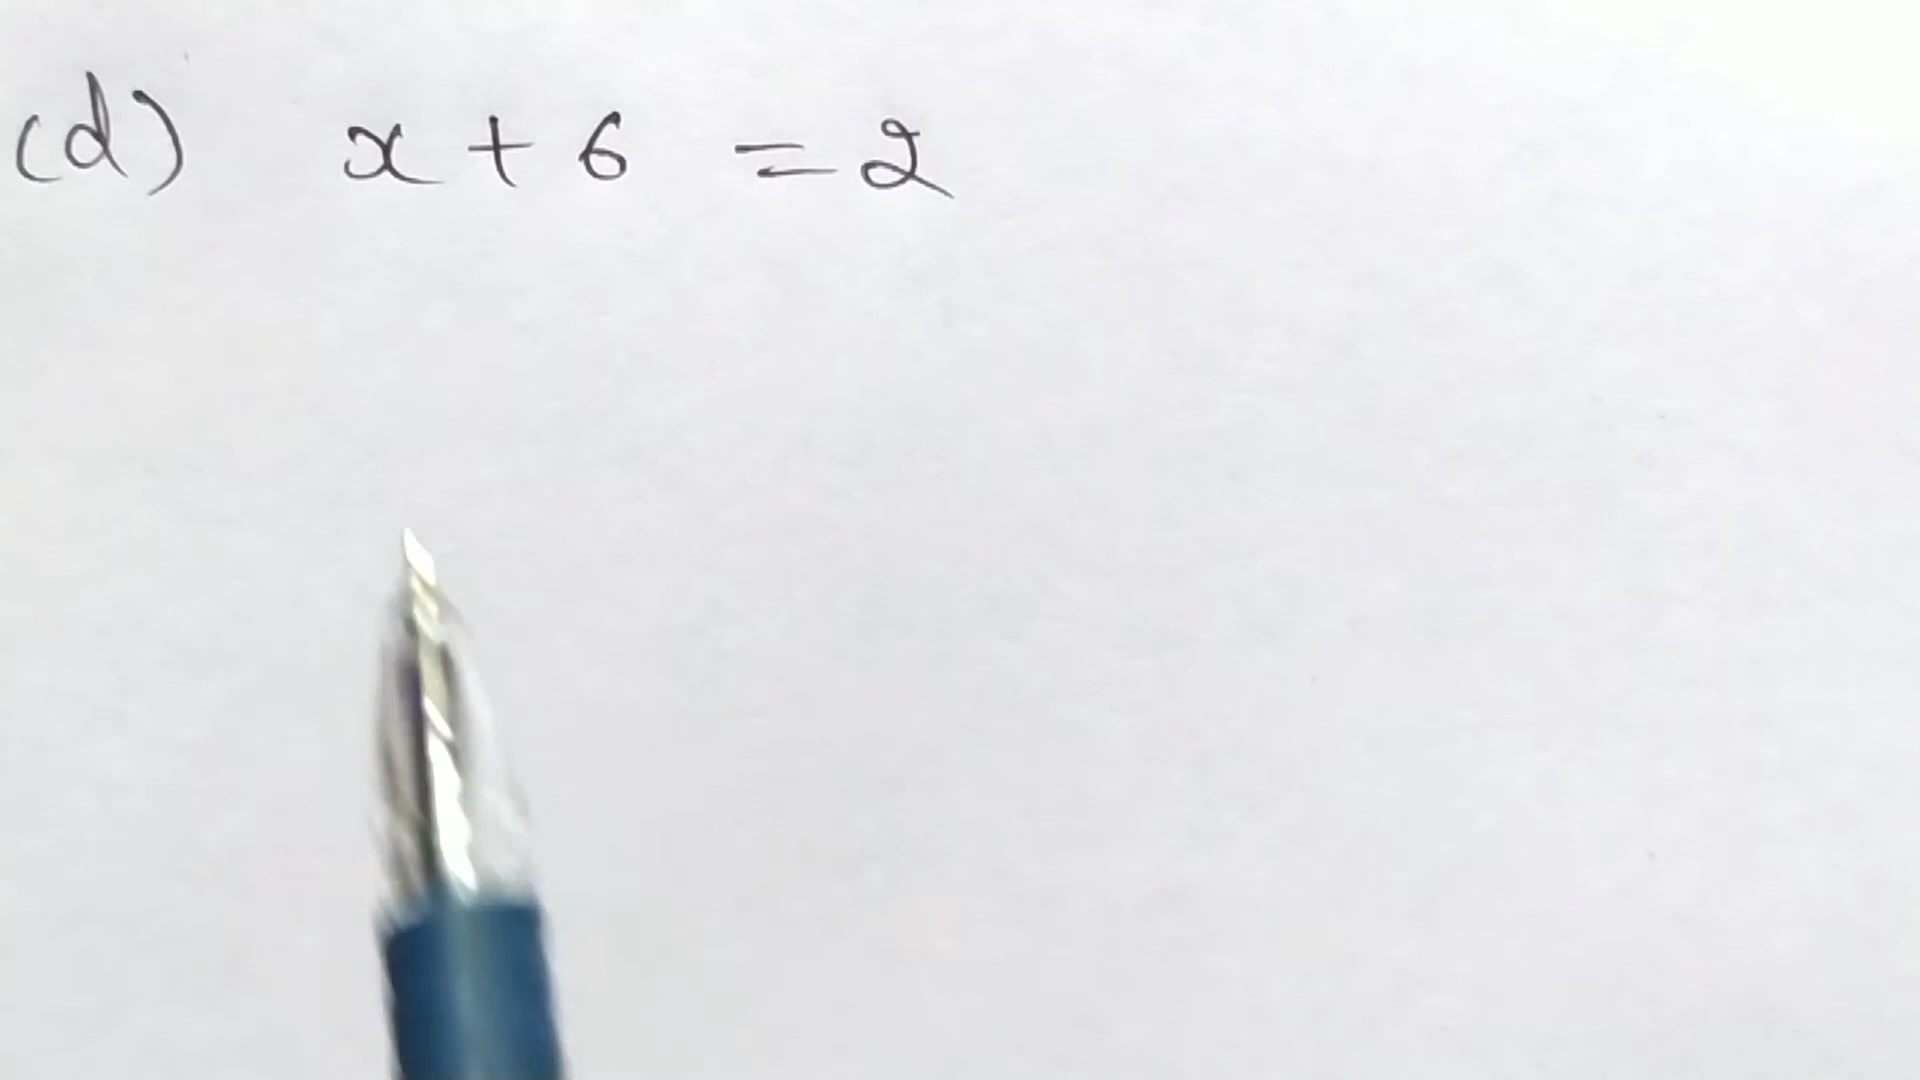 (d) x + 6 = 2